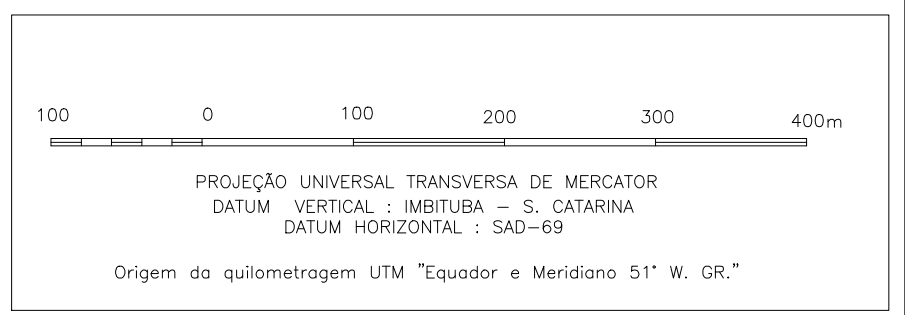 100 0 100 200 300 400m
PROJEÇÃO UNIVERSAL TRANSVERSA DE MERCATOR
DATUM VERTICAL : IMBITUBA – S. CATARINA
DATUM HORIZONTAL : SAD–69
Origem da quilometragem UTM "Equador e Meridiano 51° W. GR."